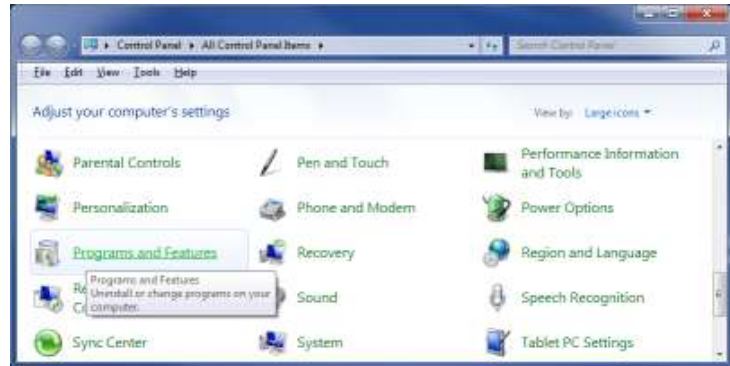 Control Panel ▸ All Control Panel Items ▸
Search Control Panel
File Edit View Tools Help
Adjust your computer's settings
View by: Large icons
Parental Controls
Pen and Touch
Performance Information
and Tools
Personalization
Phone and Modem
Power Options
Programs and Features
Recovery
Region and Language
Programs and Features
Uninstall or change programs on your
computer.
Re
Co
Sound
Speech Recognition
Sync Center
System
Tablet PC Settings